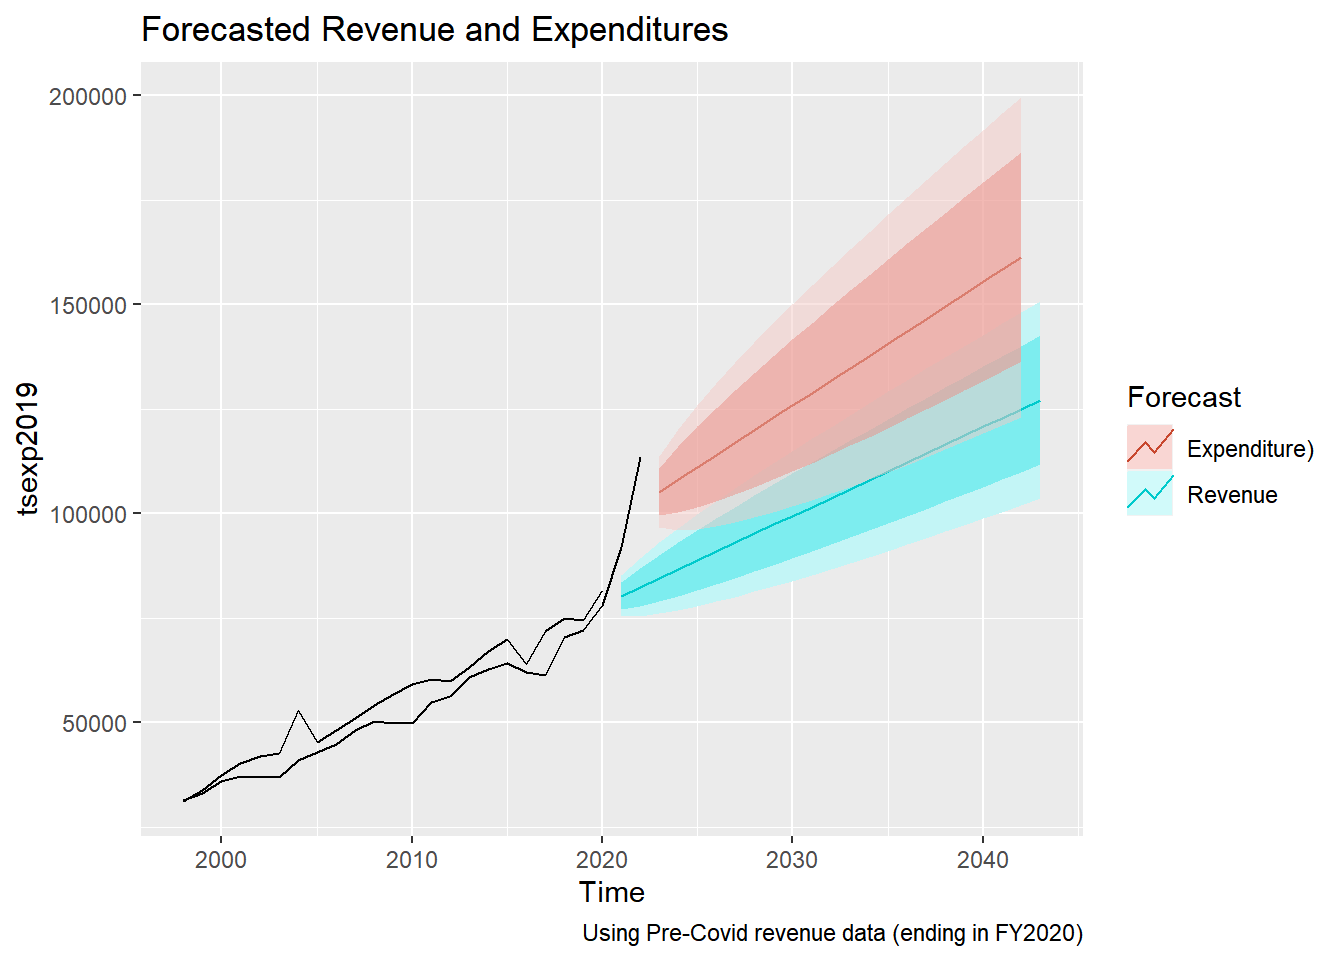 Forecasted Revenue and Expenditures
200000
150000
100000
50000
tsexp2019
2000
2010
2020
2030
2040
Time
Using Pre-Covid revenue data (ending in FY2020)
Forecast
Expenditure)
Revenue